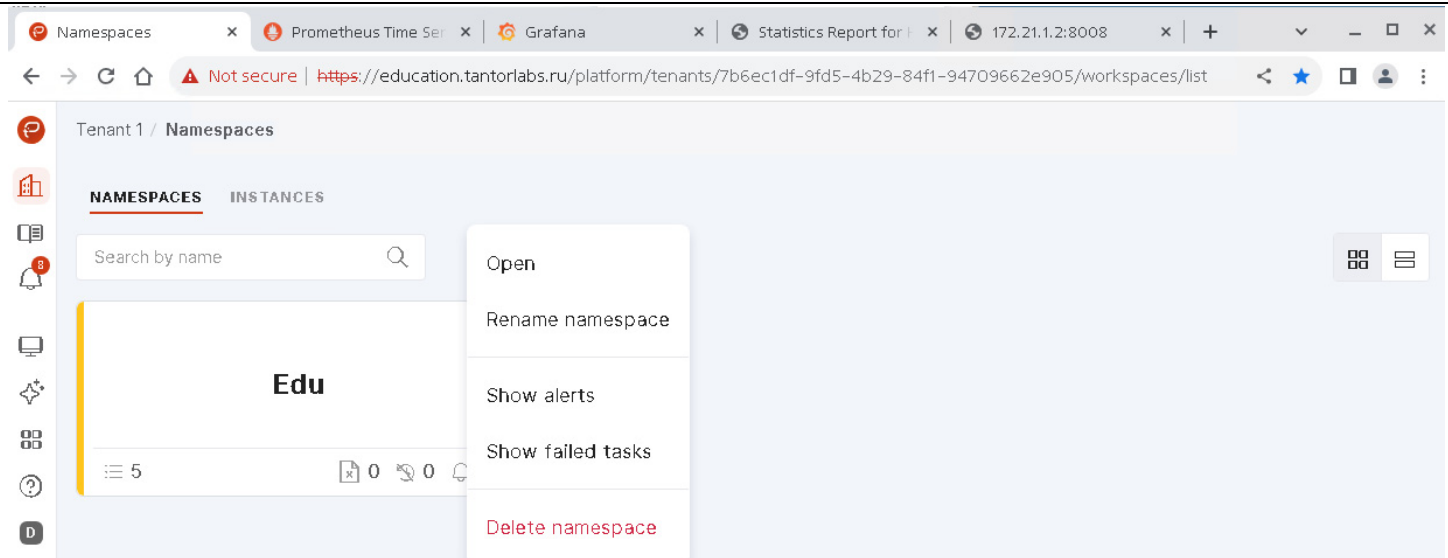 Namespaces
Prometheus Time Ser
Grafana
Statistics Report for
172.21.1.2:8008
Not secure | https://education.tantorlabs.ru/platform/tenants/7b6ec1df-9fd5-4b29-84f1-94709662e905/workspaces/list
Tenant 1 / Namespaces
NAMESPACES INSTANCES
8
Search by name
Open
Rename namespace
Edu
Show alerts
Show failed tasks
5 0 0
Delete namespace
D